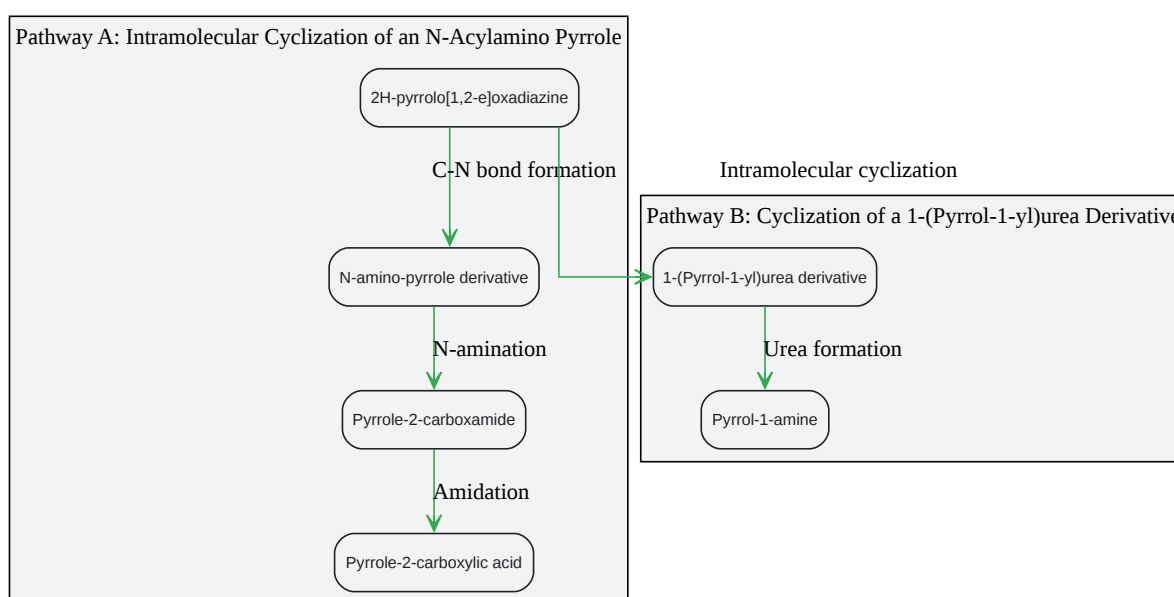 Pathway A: Intramolecular Cyclization of an N-Acylamino Pyrrole
2H-pyrrolo[1,2-e]oxadiazine
C-N bond formation
Intramolecular cyclization
Pathway B: Cyclization of a 1-(Pyrrol-1-yl)urea Derivative
N-amino-pyrrole derivative
1-(Pyrrol-1-yl)urea derivative
N-amination
Urea formation
Pyrrole-2-carboxamide
Pyrrol-1-amine
Amidation
Pyrrole-2-carboxylic acid